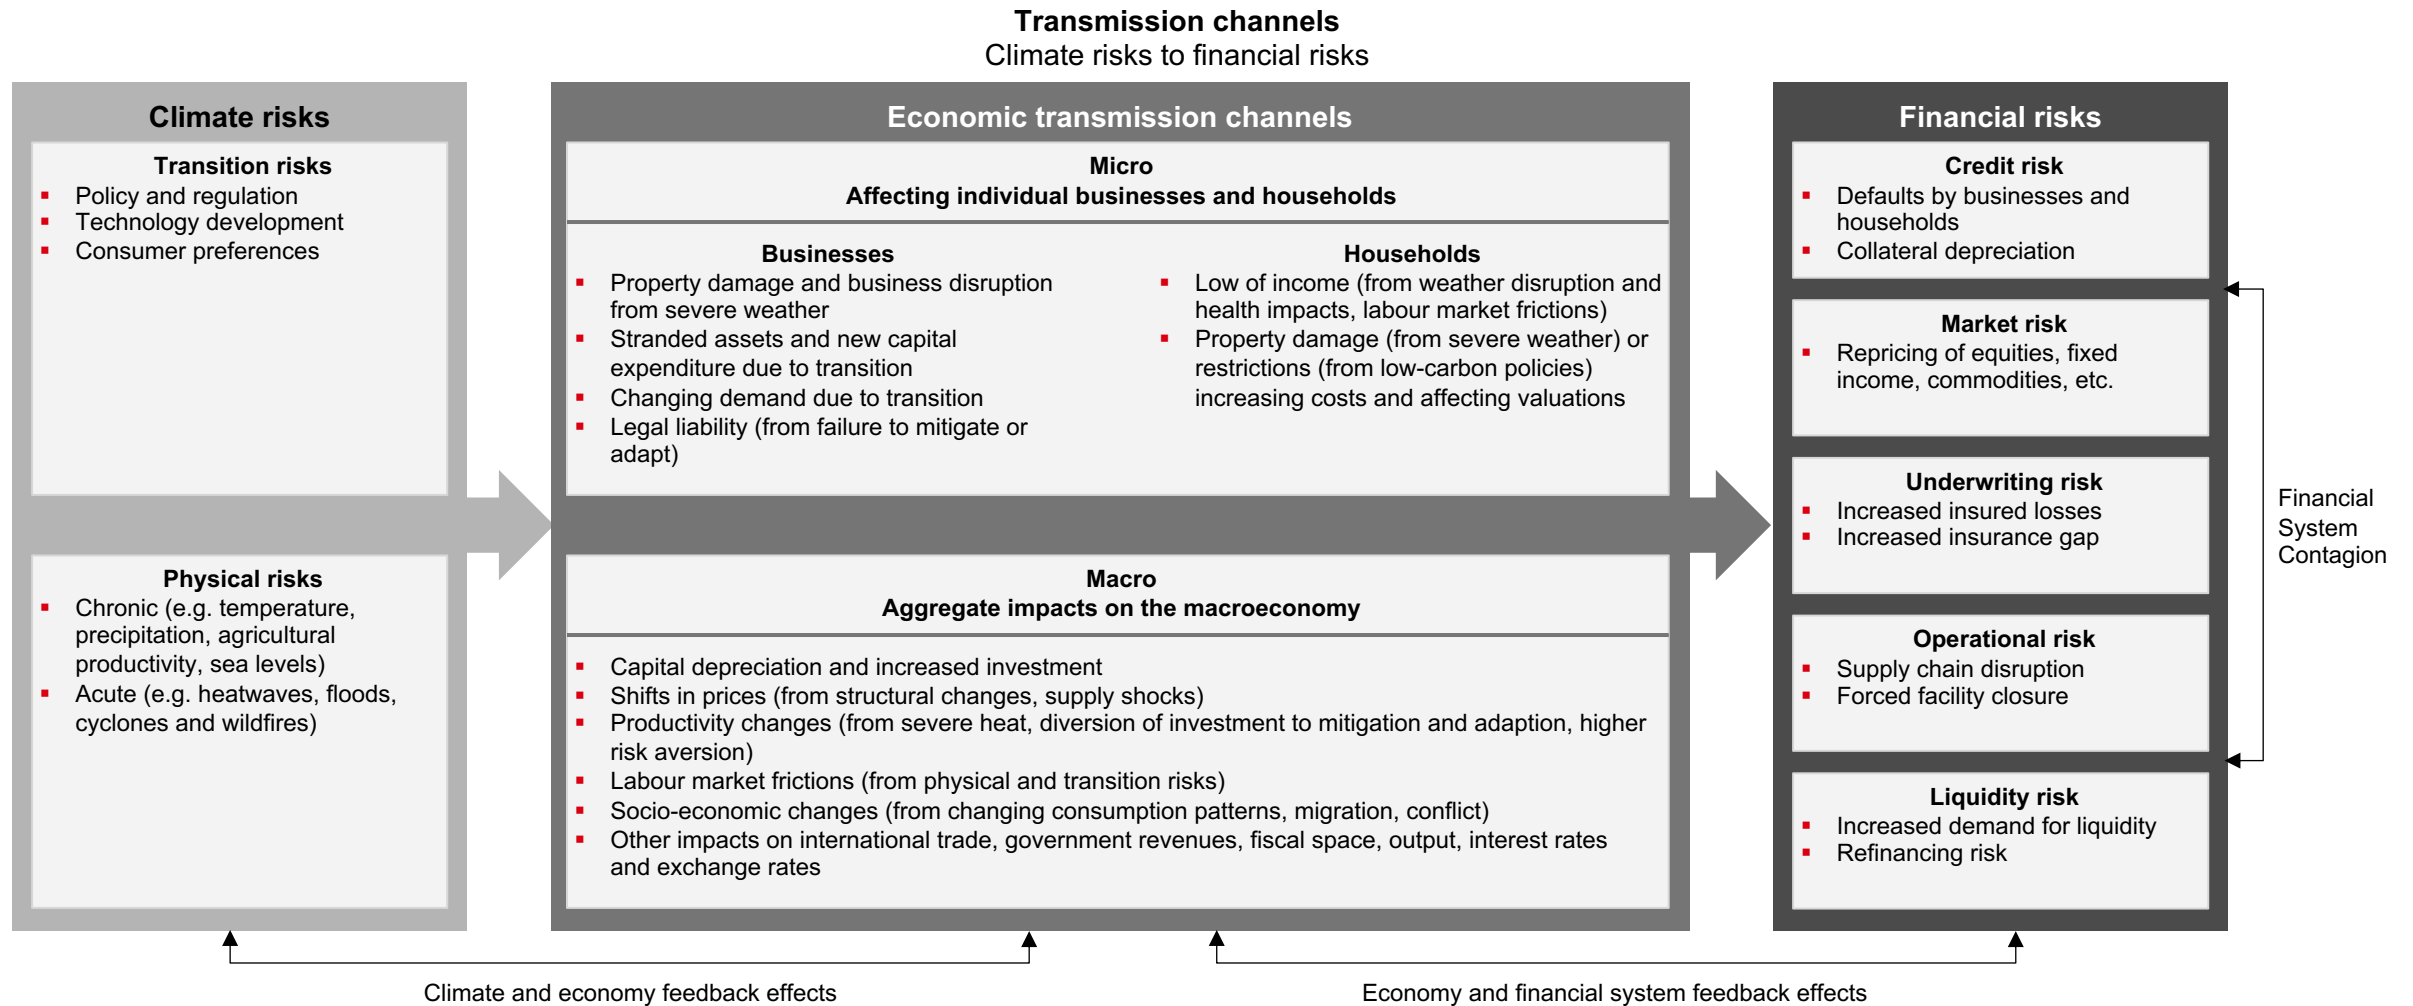 Transmission channels
Climate risks to financial risks
Climate risks
Transition risks
Policy and regulation
Technology development
Consumer preferences
Physical risks
Chronic (e.g. temperature,
precipitation, agricultural
productivity, sea levels)
Acute (e.g. heatwaves, floods,
cyclones and wildfires)
Economic transmission channels
Micro
Affecting individual businesses and households
Businesses
Property damage and business disruption
from severe weather
Stranded assets and new capital
expenditure due to transition
Changing demand due to transition
Legal liability (from failure to mitigate or
adapt)
Households
Low of income (from weather disruption and
health impacts, labour market frictions)
Property damage (from severe weather) or
restrictions (from low-carbon policies)
increasing costs and affecting valuations
Macro
Aggregate impacts on the macroeconomy
Capital depreciation and increased investment
Shifts in prices (from structural changes, supply shocks)
Productivity changes (from severe heat, diversion of investment to mitigation and adaption, higher
risk aversion)
Labour market frictions (from physical and transition risks)
Socio-economic changes (from changing consumption patterns, migration, conflict)
Other impacts on international trade, government revenues, fiscal space, output, interest rates
and exchange rates
Financial risks
Credit risk
Defaults by businesses and
households
Collateral depreciation
Market risk
Repricing of equities, fixed
income, commodities, etc.
Underwriting risk
Increased insured losses
Increased insurance gap
Operational risk
Supply chain disruption
Forced facility closure
Liquidity risk
Increased demand for liquidity
Refinancing risk
Financial
System
Contagion
Climate and economy feedback effects
Economy and financial system feedback effects